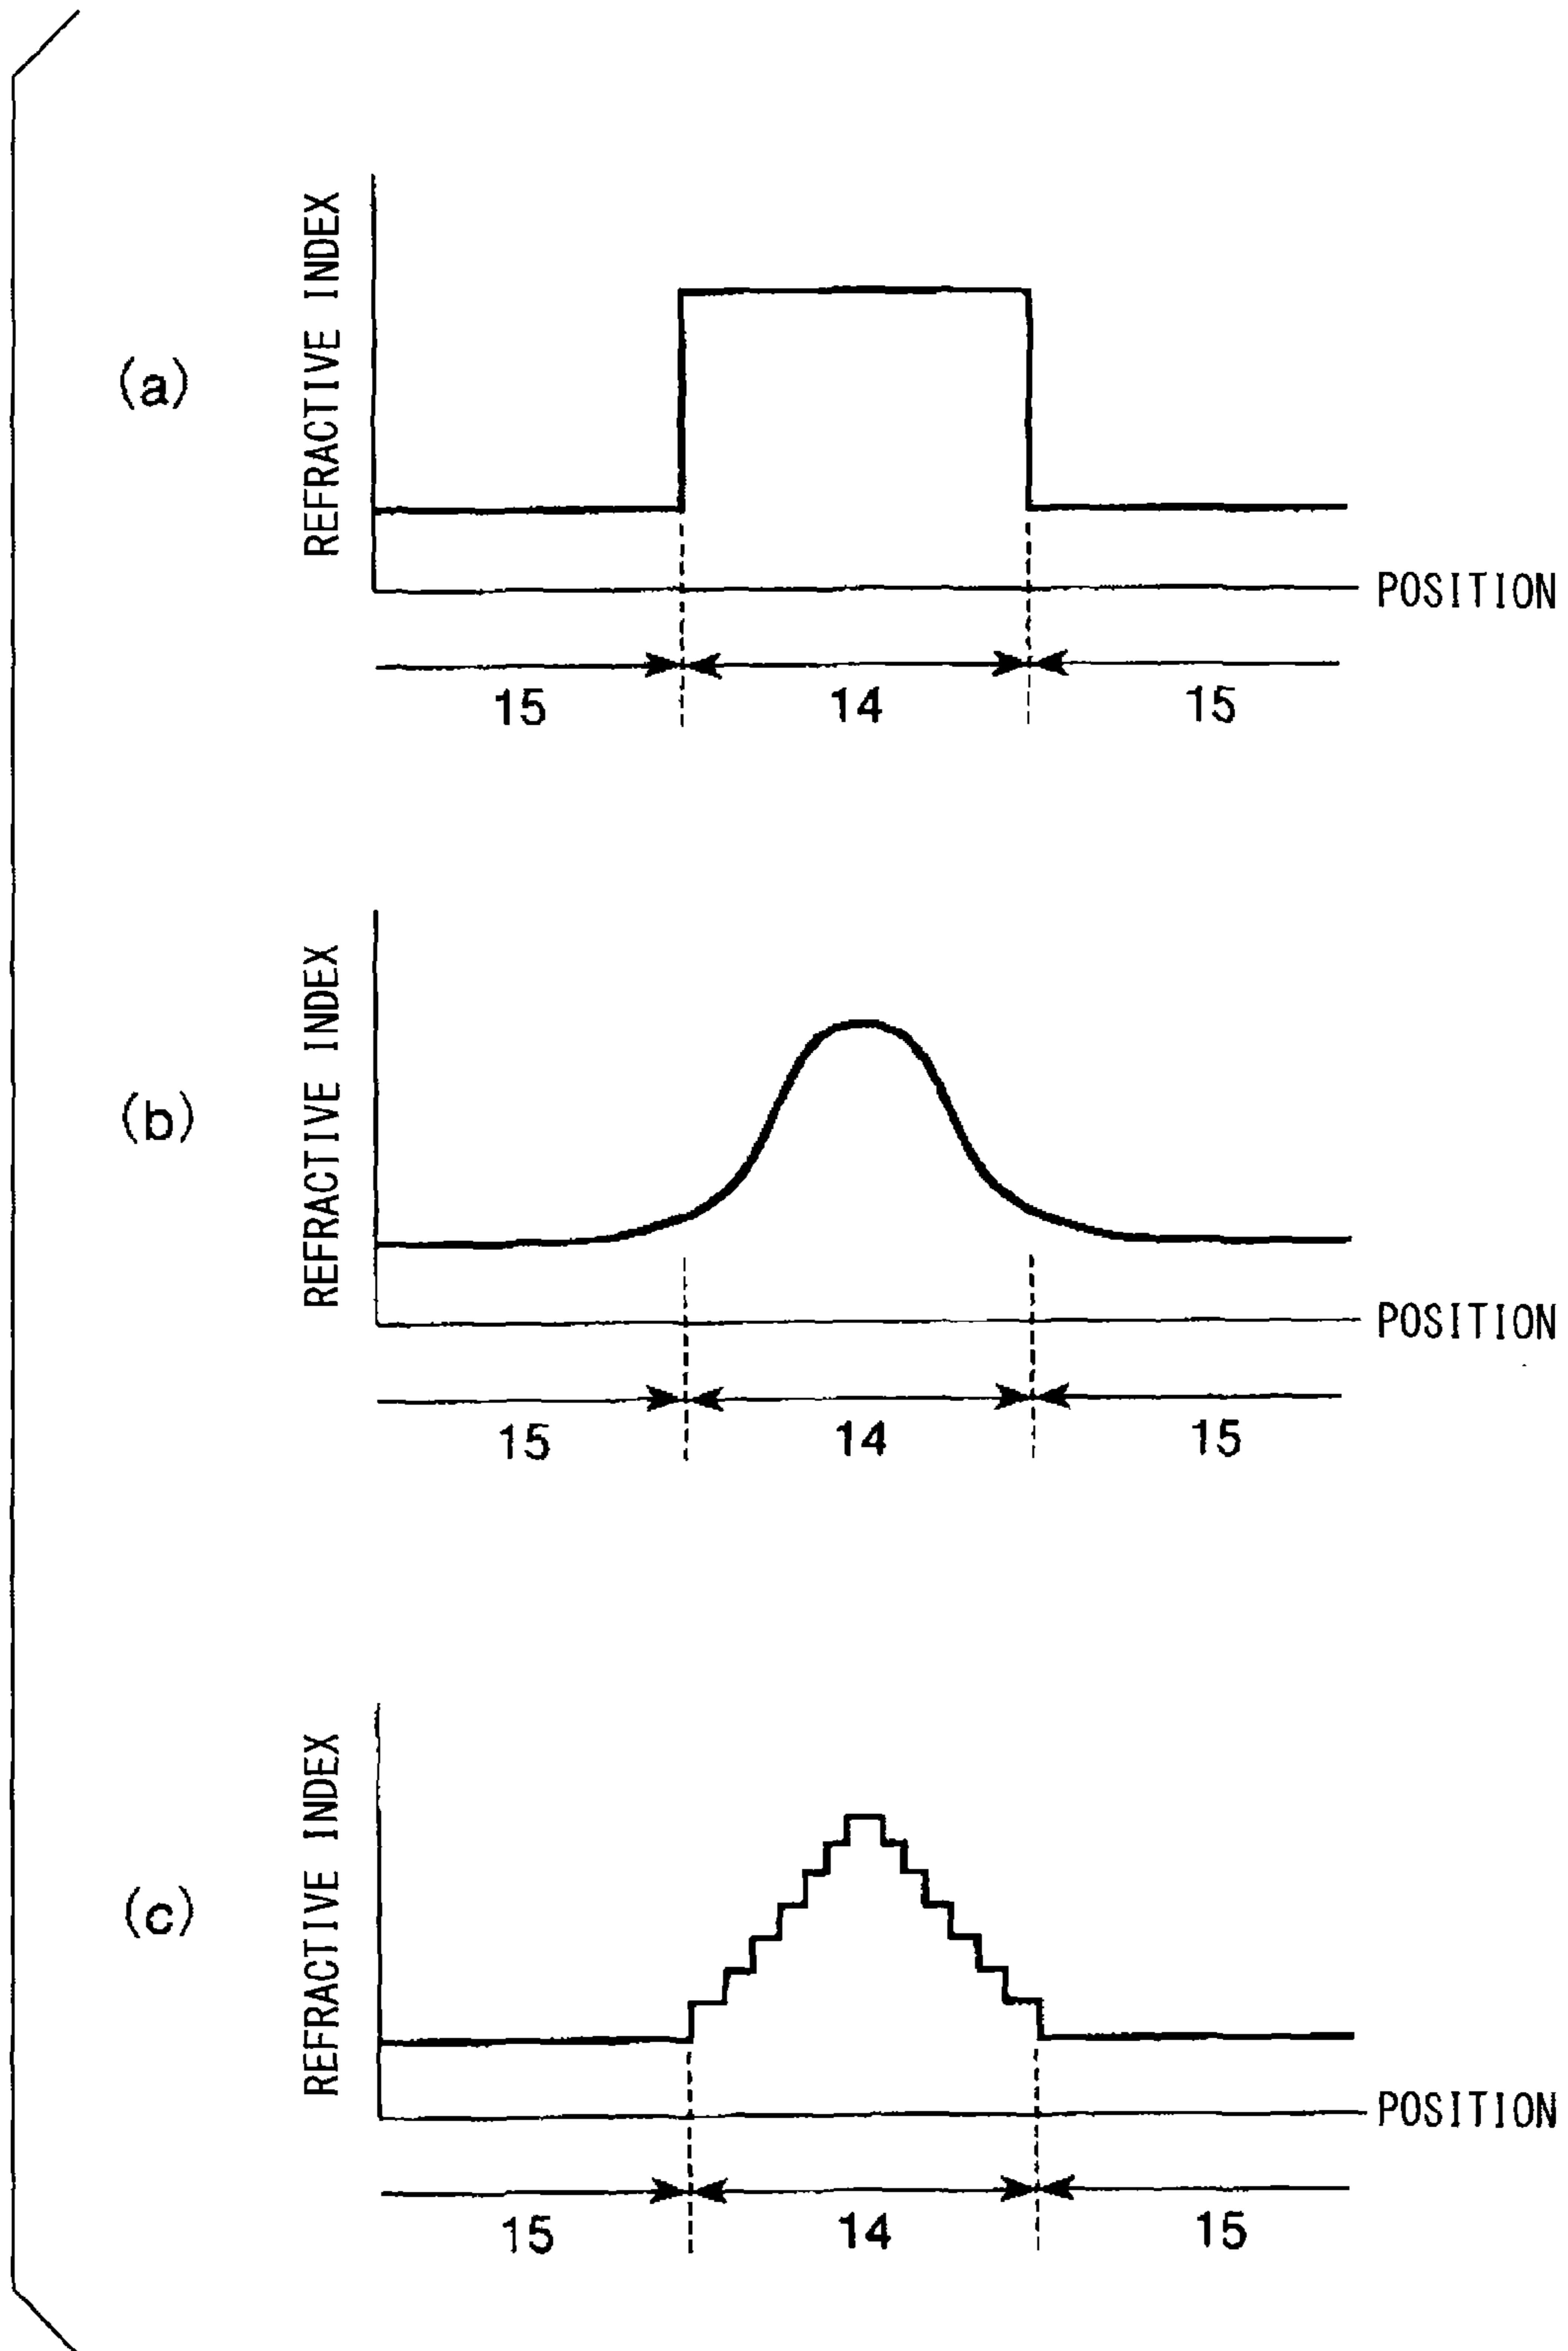 (a)
REFRACTIVE INDEX
POSITION
15 14 15
(b)
REFRACTIVE INDEX
POSITION
15 14 15
(c)
REFRACTIVE INDEX
POSITION
15 14 15